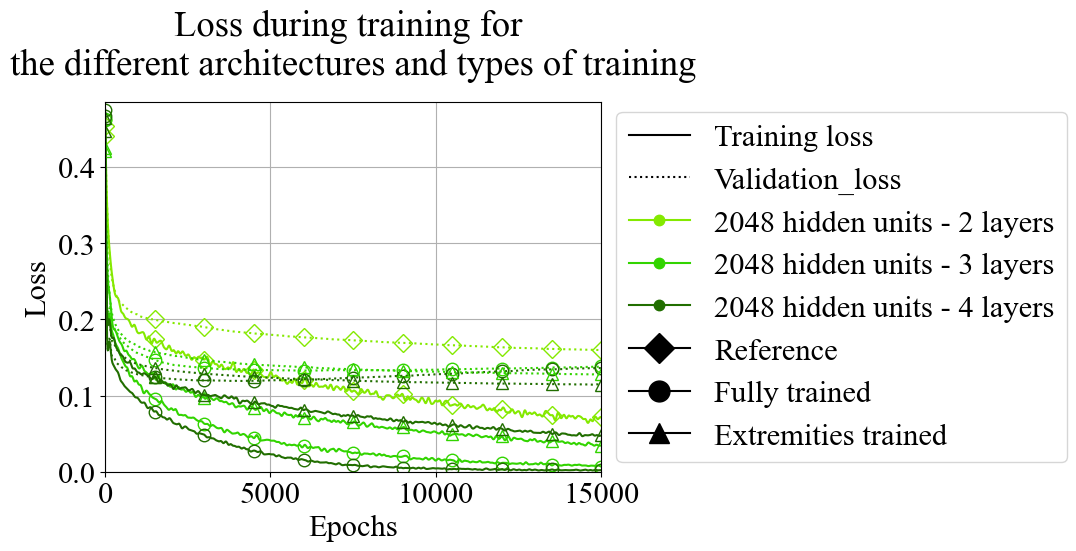 Loss during training for
the different architectures and types of training
Loss
0.4
0.3
0.2
0.1
0.0
0
5000
10000
15000
Epochs
Training loss
Validation_loss
2048 hidden units - 2 layers
2048 hidden units - 3 layers
2048 hidden units - 4 layers
Reference
Fully trained
Extremities trained